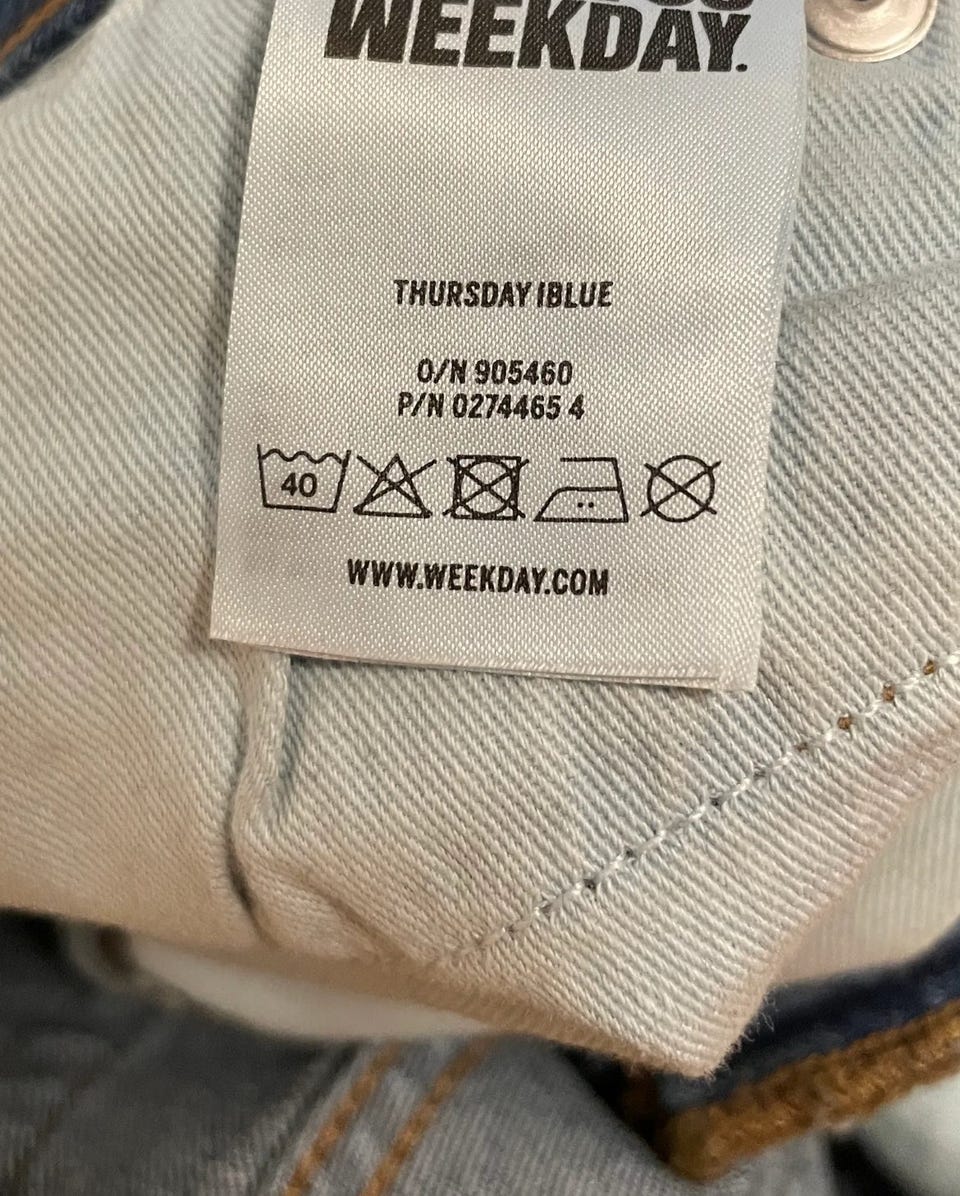 WEEKDAY.
THURSDAY IBLUE
O/N 905460
P/N 0274465 4
40
WWW.WEEKDAY.COM